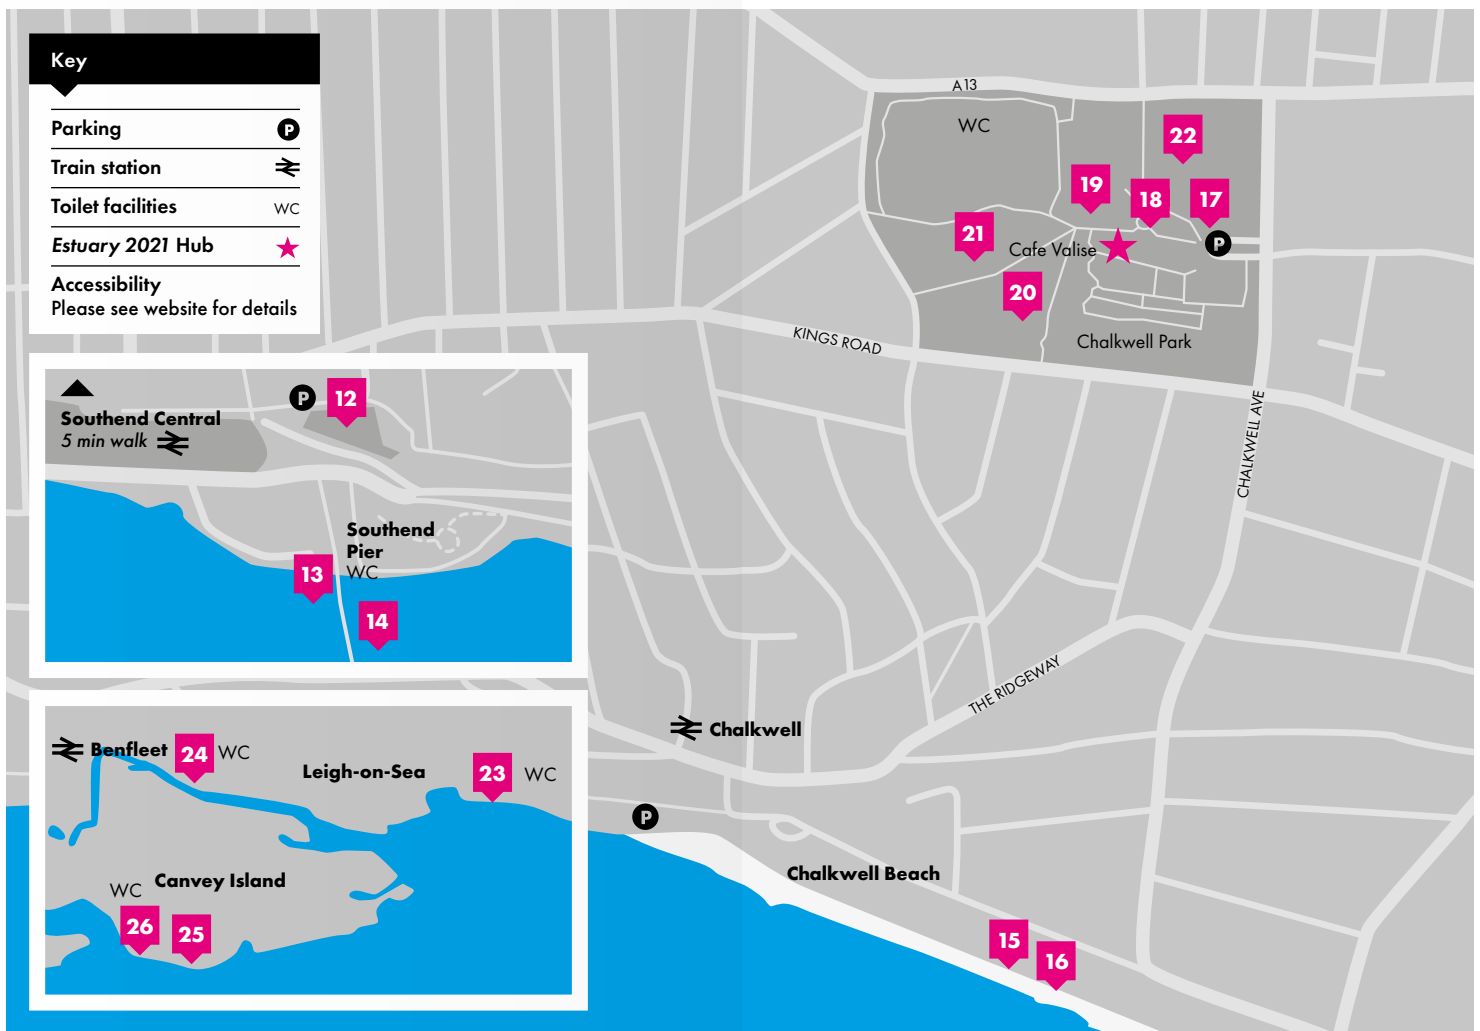 Key
Parking P
Train station
Toilet facilities WC
Estuary 2021 Hub
Accessibility
Please see website for details
A13
WC
22
19
18
17
21
Cafe Valise
P
20
Chalkwell Park
KINGS ROAD
CHALKWELL AVE
P
12
Southend Central
5 min walk
Southend
Pier
WC
13
14
THE RIDGEWAY
Chalkwell
Benfleet
24
WC
Leigh-on-Sea
23
WC
P
Chalkwell Beach
WC
Canvey Island
26
25
15
16